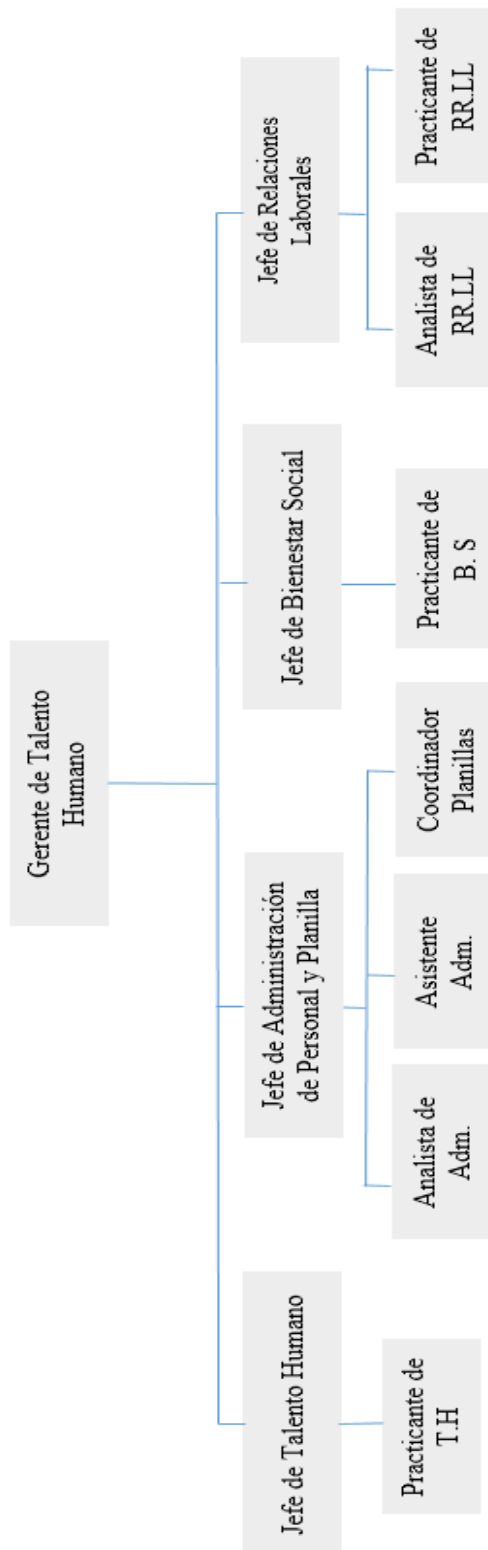 Gerente de Talento
Humano
Jefe de Talento Humano
Jefe de Administración
de Personal y Planilla
Jefe de Bienestar Social
Jefe de Relaciones
Laborales
Practicante de
T.H
Analista de
Adm.
Asistente
Adm.
Coordinador
Planillas
Practicante de
B. S
Analista de
RR.LL
Practicante de
RR.LL